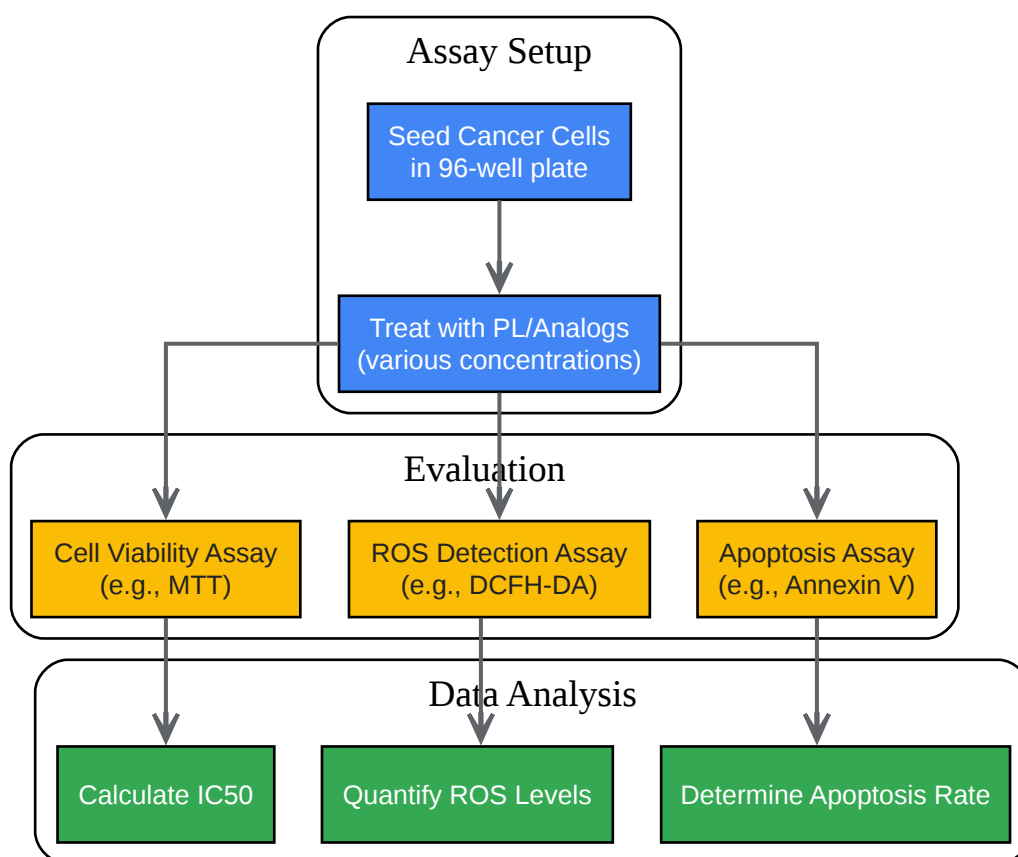 Assay Setup
Seed Cancer Cells
in 96-well plate
Treat with PL/Analogs
(various concentrations)
Evaluation
Cell Viability Assay
(e.g., MTT)
ROS Detection Assay
(e.g., DCFH-DA)
Apoptosis Assay
(e.g., Annexin V)
Data Analysis
Calculate IC50
Quantify ROS Levels
Determine Apoptosis Rate